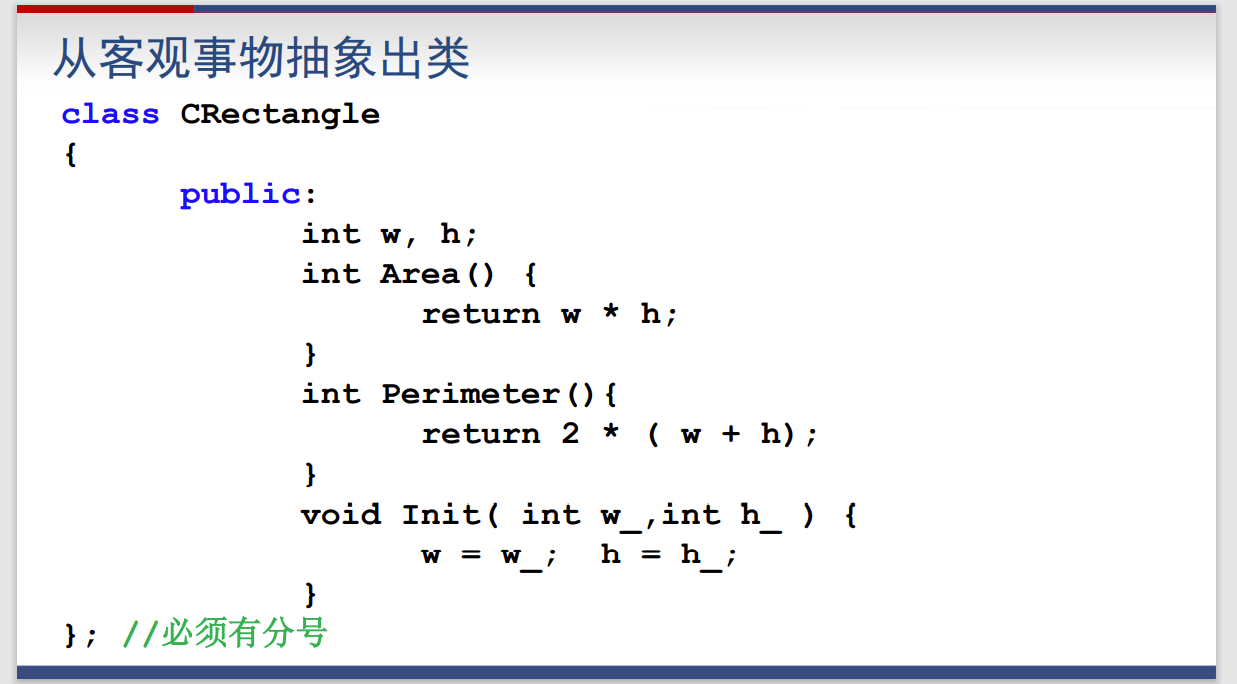 从客观事物抽象出类
class CRectangle
{
public:
int w, h;
int Area() {
return w * h;
}
int Perimeter(){
return 2 * ( w + h);
}
void Init( int w_,int h_ ) {
w = w_; h = h_;
}
}; //必须有分号